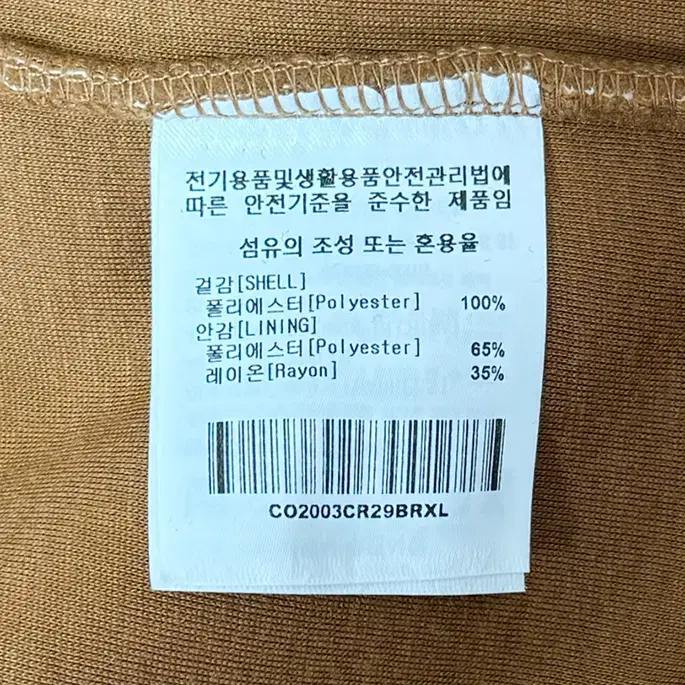 전기용품및생활용품안전관리법에
따른 안전기준을 준수한 제품임
섬유의 조성 또는 혼용율
겉감[SHELL]
폴리에스터[Polyester] 100%
안감[LINING]
폴리에스터[Polyester] 65%
레이온[Rayon] 35%
CO2003CR29BRXL